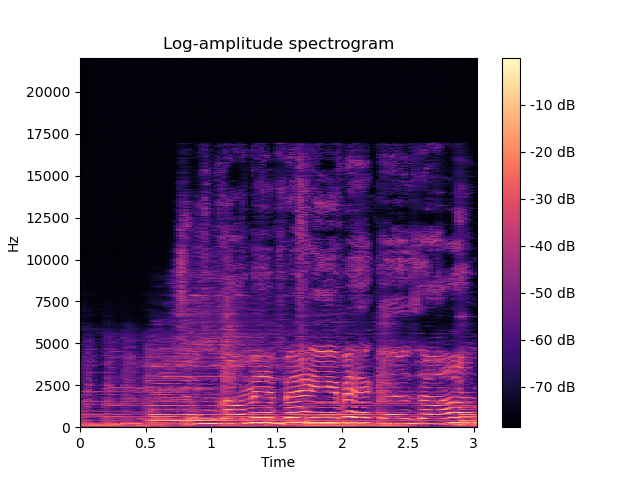 Log-amplitude spectrogram
20000
17500
15000
12500
10000
7500
5000
2500
0
Hz
0 0.5 1 1.5 2 2.5 3
Time
-10 dB
-20 dB
-30 dB
-40 dB
-50 dB
-60 dB
-70 dB